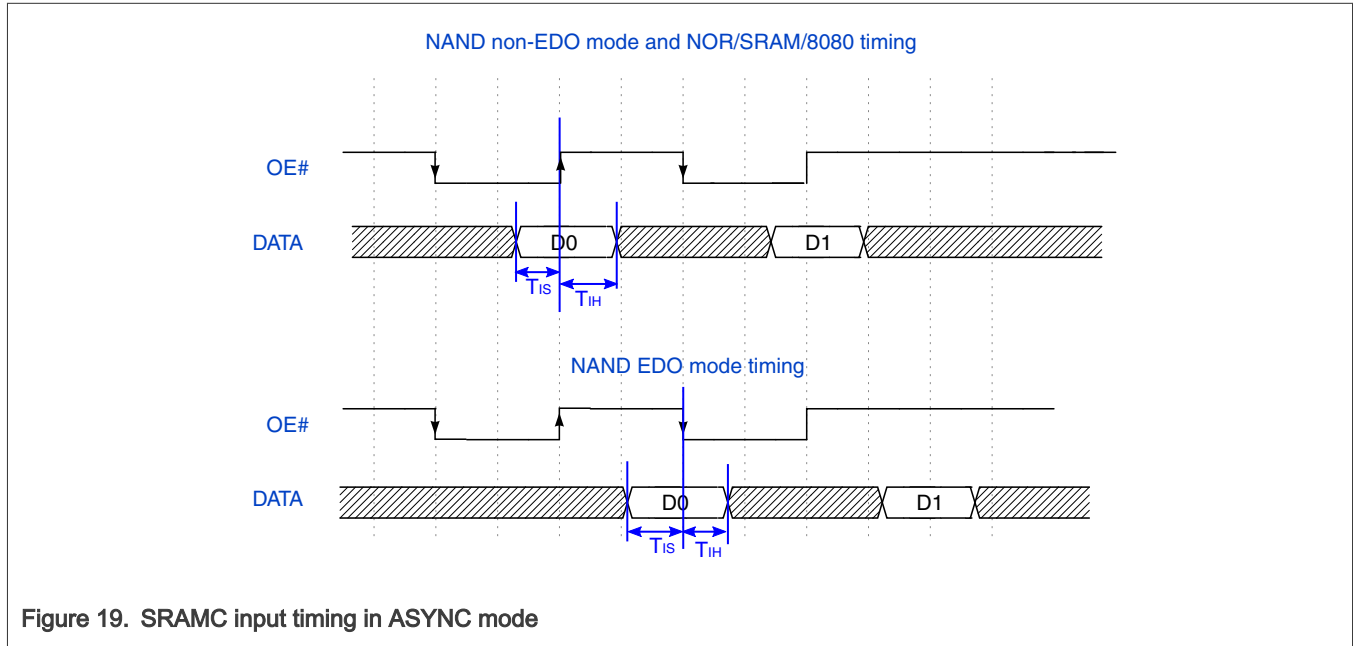 NAND non-EDO mode and NOR/SRAM/8080 timing
OE#
DATA
D0
D1
TIS
TIH
NAND EDO mode timing
OE#
DATA
D0
D1
TIS
TIH
Figure 19. SRAMC input timing in ASYNC mode